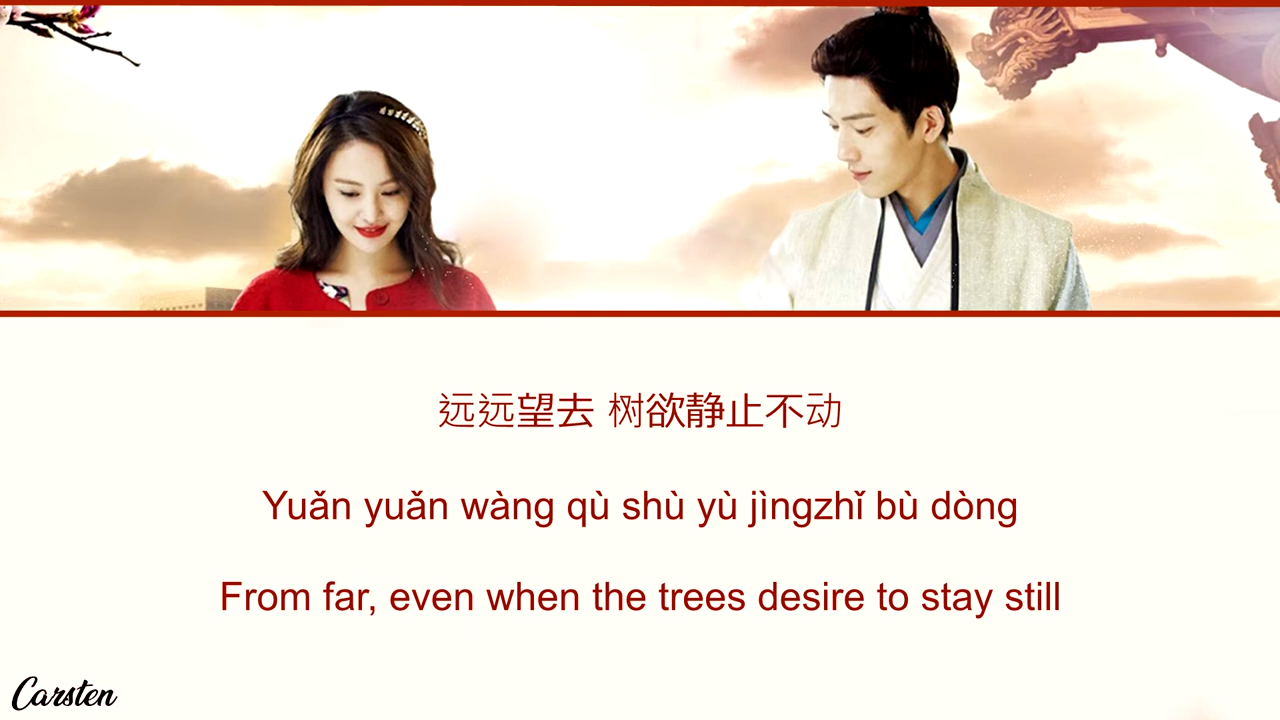 远远望去 树欲静止不动
Yuǎn yuǎn wàng qù shù yù jìngzhǐ bù dòng
From far, even when the trees desire to stay still
Carsten